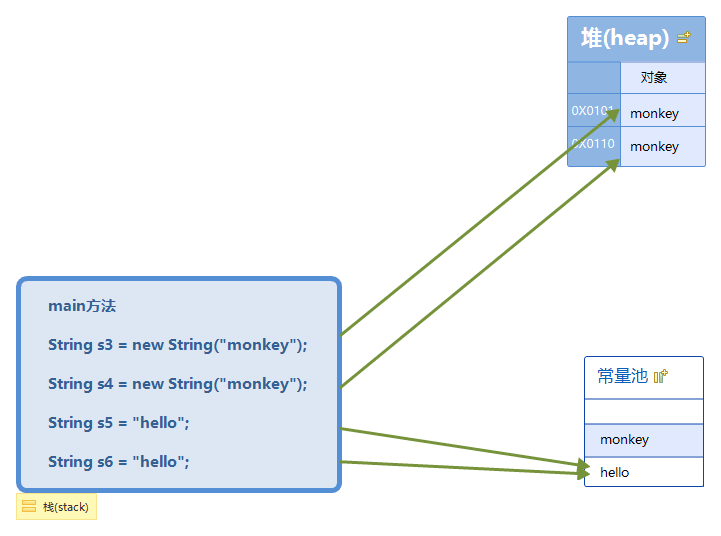 堆(heap)
对象
0X0101 monkey
0X0110 monkey
main方法
String s3 = new String("monkey");
String s4 = new String("monkey");
String s5 = "hello";
String s6 = "hello";
栈(stack)
常量池
monkey
hello